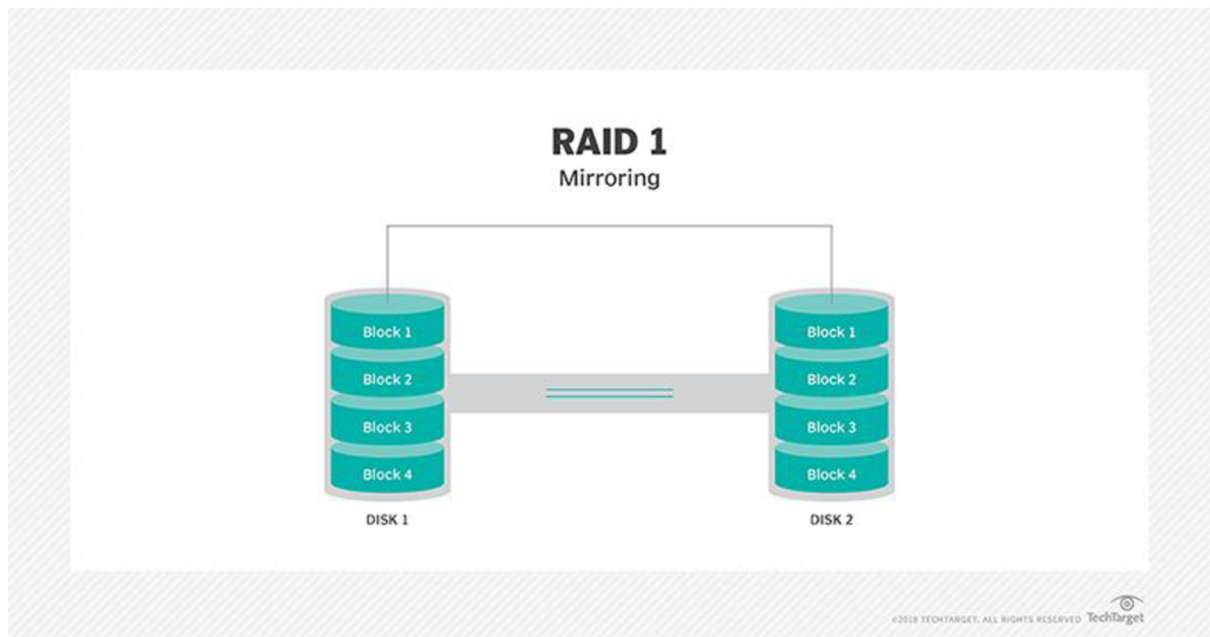 RAID 1
Mirroring
Block 1
Block 2
Block 3
Block 4
DISK 1
Block 1
Block 2
Block 3
Block 4
DISK 2
©2018 TECHTARGET. ALL RIGHTS RESERVED TechTarget